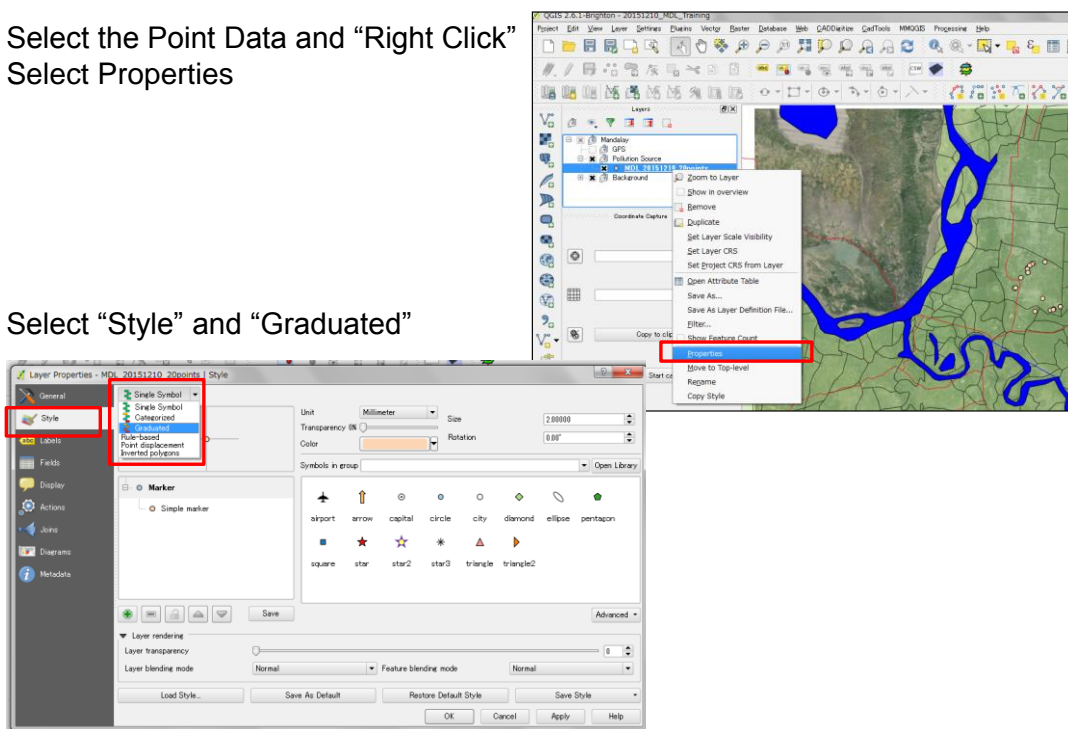 Select the Point Data and “Right Click”
Select Properties
QGIS 2.6.1-Brighton - 20151210_MDL_Training
Project Edit View Layer Settings Plugins Vector Raster Database Web CADDigitize CadTools MMQGIS Processing Help
Layers
Mandalay
GPS
Pollution Source
MDL_20151210_20points
Background
Coordinate Capture
Copy to clip
Start ca
Zoom to Layer
Show in overview
Remove
Duplicate
Set Layer Scale Visibility
Set Layer CRS
Set Project CRS from Layer
Open Attribute Table
Save As...
Save As Layer Definition File...
Filter...
Show Feature Count
Properties
Move to Top-level
Rename
Copy Style
Select “Style” and “Graduated”
Layer Properties - MDL_20151210_20points | Style
General
Style
Labels
Fields
Display
Actions
Joins
Diagrams
Metadata
Single Symbol
Single Symbol
Categorized
Graduated
Rule-based
Point displacement
Inverted polygons
Unit Millimeter Size 2.00000
Transparency 0% Rotation 0.00°
Color
Symbols in group Open Library
Marker
Simple marker
airport arrow capital circle city diamond ellipse pentagon
square star star2 star3 triangle triangle2
Save Advanced
Layer rendering
Layer transparency 0
Layer blending mode Normal Feature blending mode Normal
Load Style... Save As Default Restore Default Style Save Style
OK Cancel Apply Help